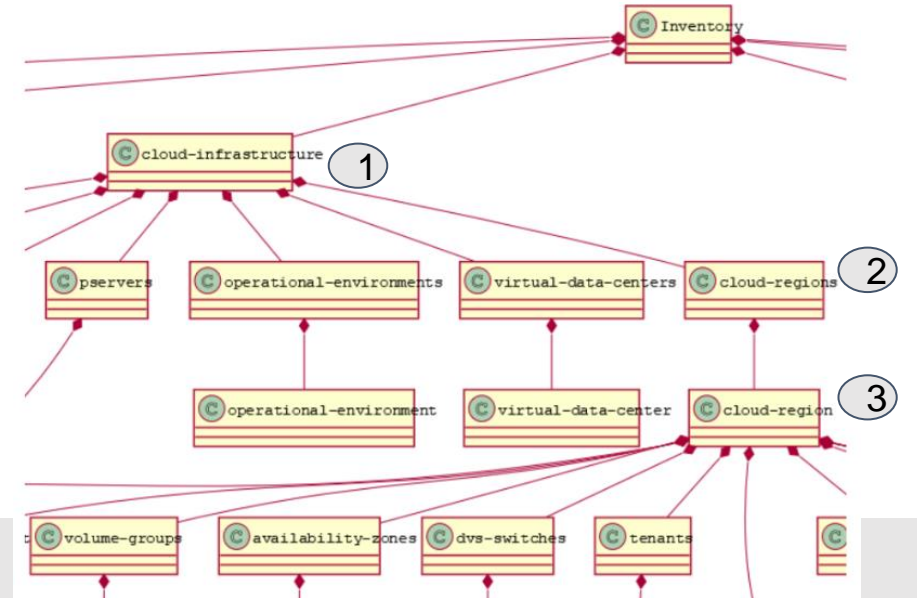 C Inventory
C cloud-infrastructure
1
C pservers
C operational-environments
C virtual-data-centers
C cloud-regions
2
C operational-environment
C virtual-data-center
C cloud-region
3
C volume-groups
C availability-zones
C dvs-switches
C tenants
C